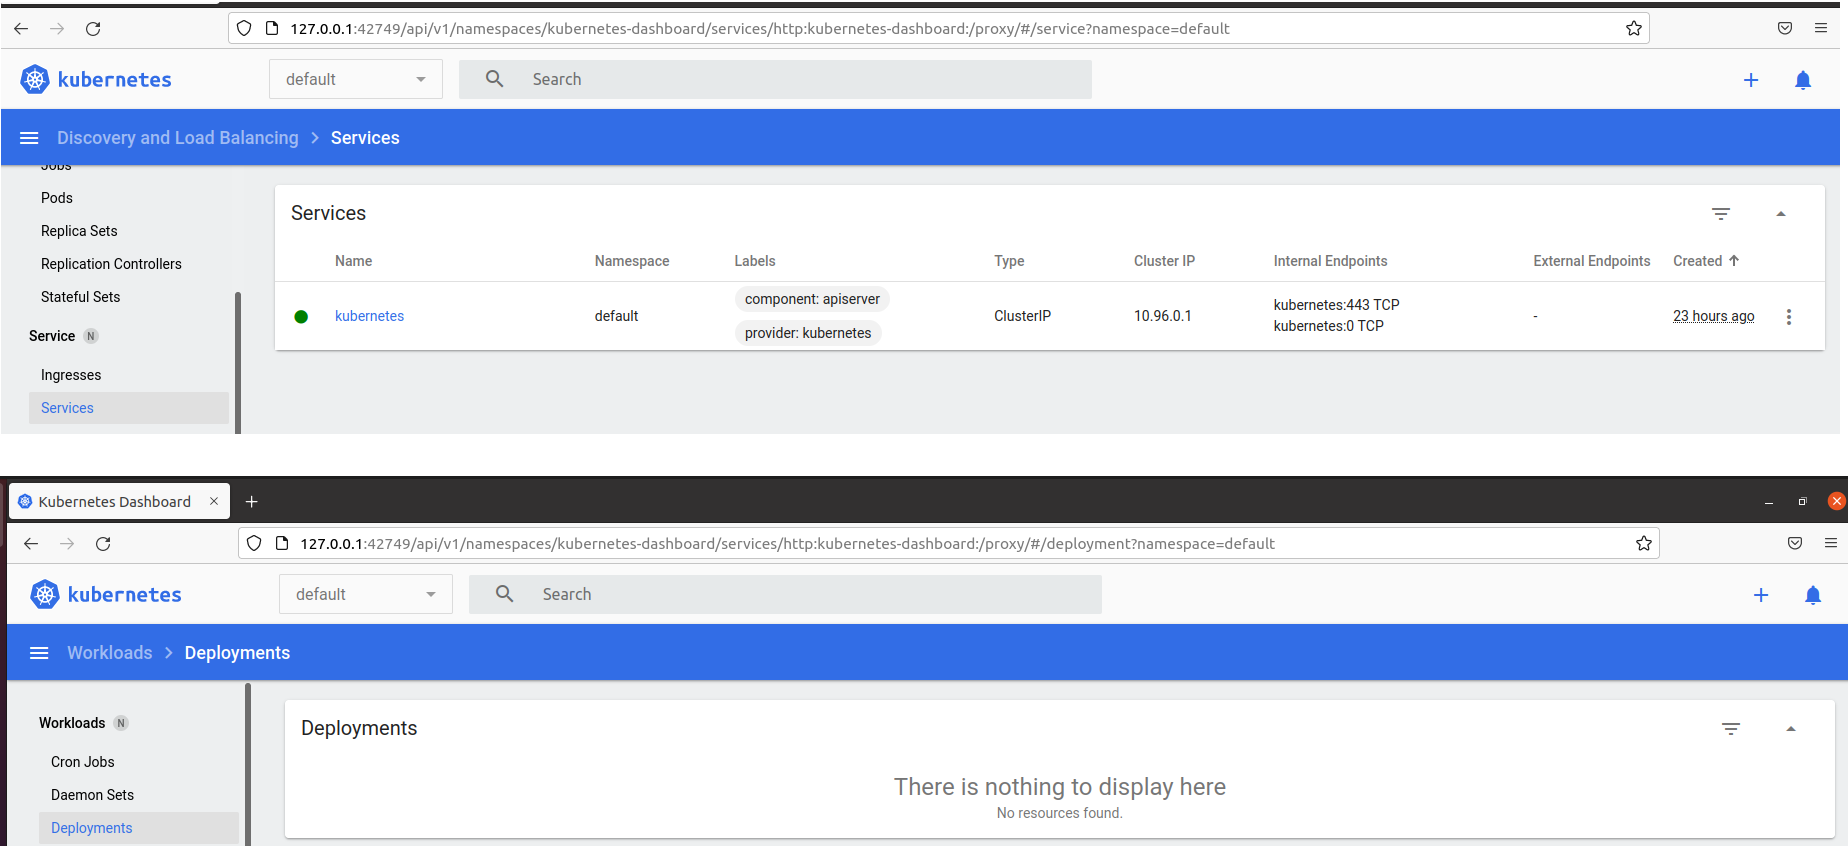 127.0.0.1:42749/api/v1/namespaces/kubernetes-dashboard/services/http:kubernetes-dashboard:/proxy/#/service?namespace=default
kubernetes
default
Search
Discovery and Load Balancing > Services
Jobs
Pods
Replica Sets
Replication Controllers
Stateful Sets
Service N
Ingresses
Services
Services
Name Namespace Labels Type Cluster IP Internal Endpoints External Endpoints Created
component: apiserver
kubernetes default ClusterIP 10.96.0.1 kubernetes:443 TCP - 23 hours ago
provider: kubernetes kubernetes:0 TCP
Kubernetes Dashboard
127.0.0.1:42749/api/v1/namespaces/kubernetes-dashboard/services/http:kubernetes-dashboard:/proxy/#/deployment?namespace=default
kubernetes
default
Search
Workloads > Deployments
Workloads N
Cron Jobs
Daemon Sets
Deployments
Deployments
There is nothing to display here
No resources found.